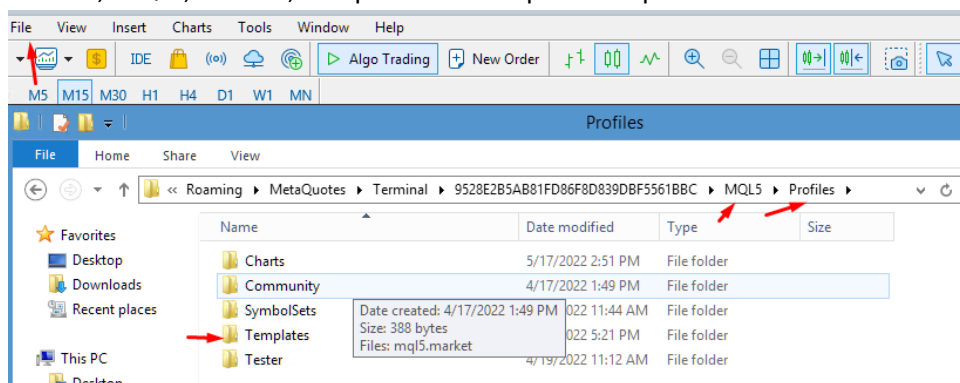 File View Insert Charts Tools Window Help
$ IDE Algo Trading New Order
M5 M15 M30 H1 H4 D1 W1 MN
Profiles
File Home Share View
« Roaming MetaQuotes Terminal 9528E2B5AB81FD86F8D839DBF5561BBC MQL5 Profiles
Name Date modified Type Size
Favorites
Desktop
Downloads
Recent places
This PC
Desktop
Charts 5/17/2022 2:51 PM File folder
Community 4/17/2022 1:49 PM File folder
SymbolSets 022 11:44 AM File folder
Templates 022 5:21 PM File folder
Tester 4/19/2022 11:12 AM File folder
Date created: 4/17/2022 1:49 PM
Size: 388 bytes
Files: mql5.market